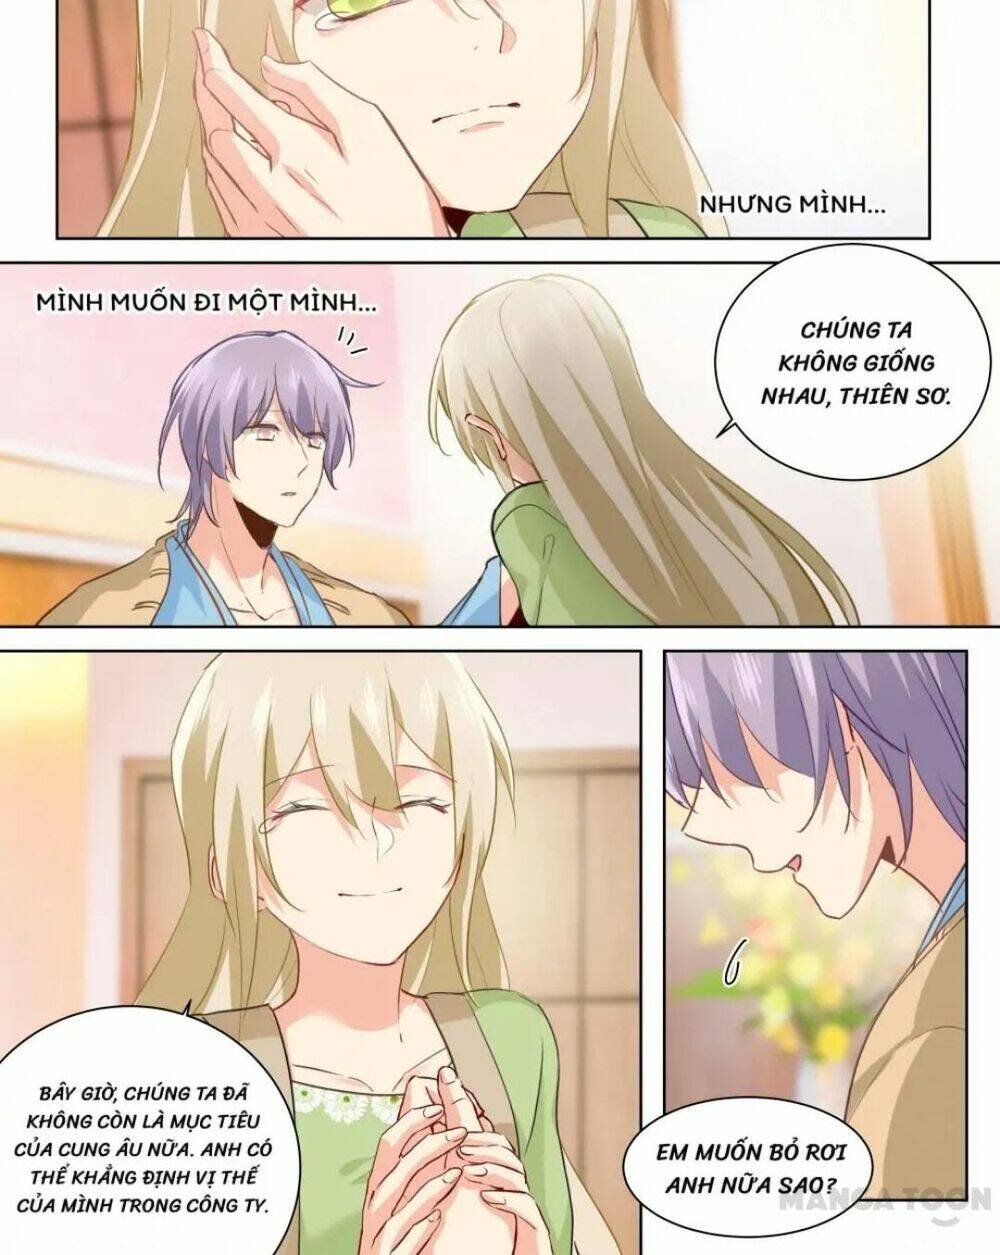 NHƯNG MÌNH...
MÌNH MUỐN ĐI MỘT MÌNH...
CHÚNG TA
KHÔNG GIỐNG
NHAU, THIÊN SƠ.
BÂY GIỜ, CHÚNG TA ĐÃ
KHÔNG CÒN LÀ MỤC TIÊU
CỦA CUNG ÂU NỮA. ANH CÓ
THỂ KHẲNG ĐỊNH VỊ THẾ
CỦA MÌNH TRONG CÔNG TY.
EM MUỐN BỎ RƠI
ANH NỮA SAO?
MANGA TOON